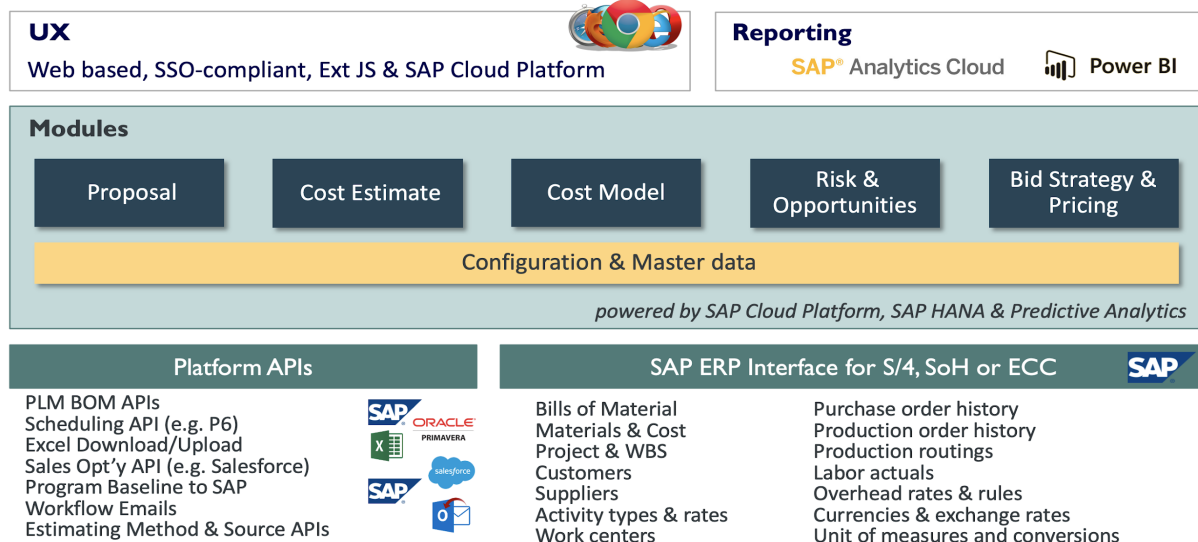 UX
Web based, SSO-compliant, Ext JS & SAP Cloud Platform
Reporting
SAP® Analytics Cloud
Power BI
Modules
Proposal
Cost Estimate
Cost Model
Risk &
Opportunities
Bid Strategy &
Pricing
Configuration & Master data
powered by SAP Cloud Platform, SAP HANA & Predictive Analytics
Platform APIs
PLM BOM APIs
Scheduling API (e.g. P6)
Excel Download/Upload
Sales Opt’y API (e.g. Salesforce)
Program Baseline to SAP
Workflow Emails
Estimating Method & Source APIs
SAP
ORACLE
PRIMAVERA
X
salesforce
SAP
O
SAP ERP Interface for S/4, SoH or ECC
SAP
Bills of Material
Materials & Cost
Project & WBS
Customers
Suppliers
Activity types & rates
Work centers
Purchase order history
Production order history
Production routings
Labor actuals
Overhead rates & rules
Currencies & exchange rates
Unit of measures and conversions